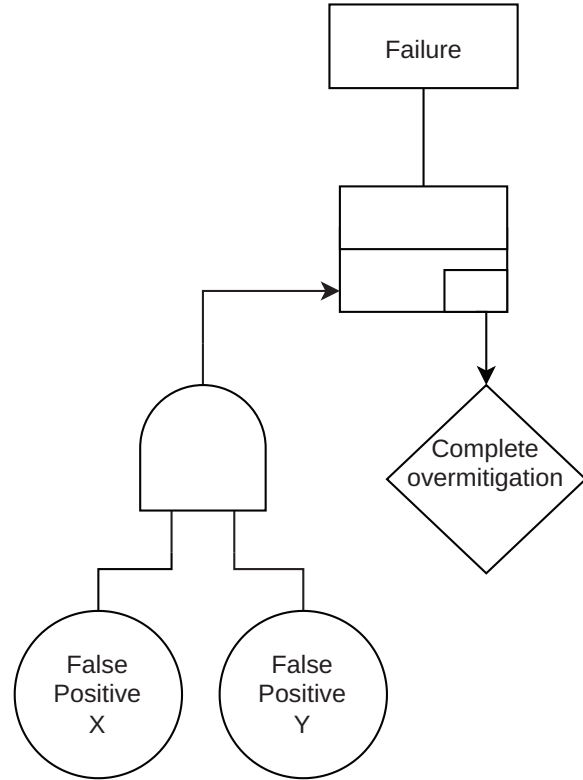 Failure
Complete
overmitigation
False
Positive
X
False
Positive
Y